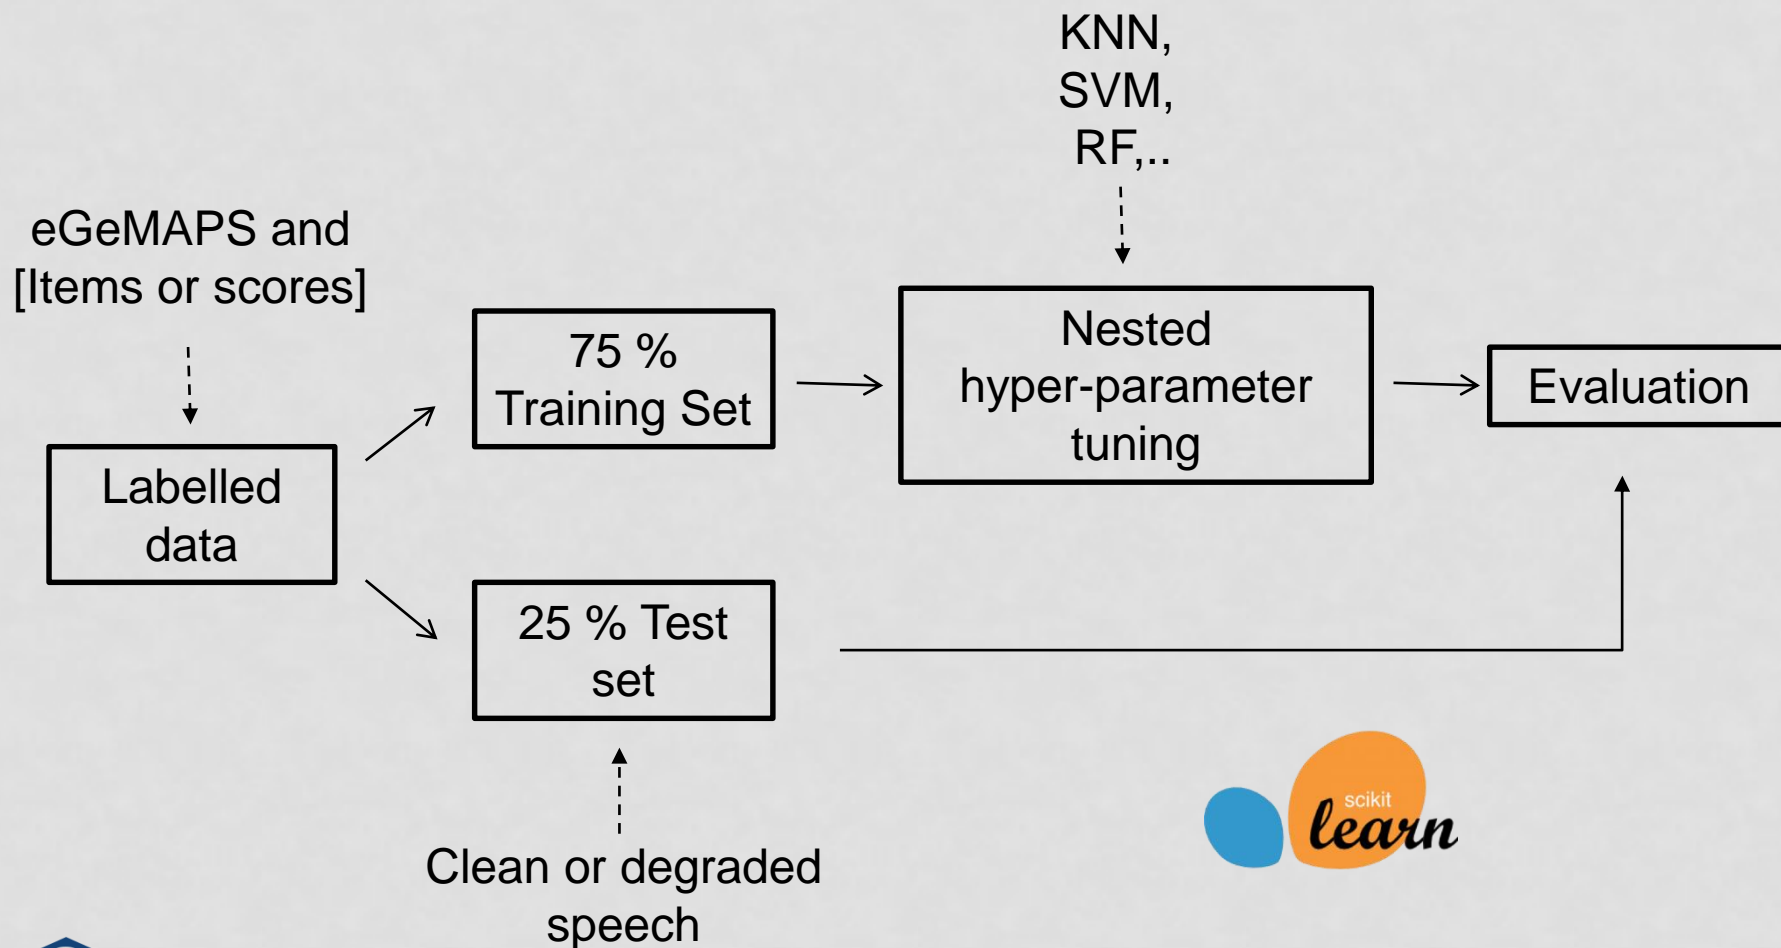 KNN,
SVM,
RF,..
eGeMAPS and
[Items or scores]
75 %
Training Set
Nested
hyper-parameter
tuning
Evaluation
Labelled
data
25 % Test
set
Clean or degraded
speech
scikit
learn